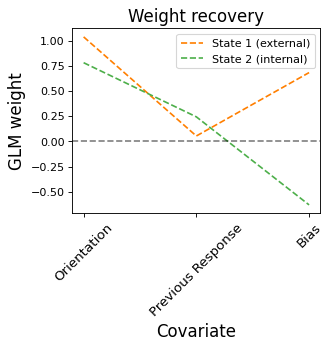 Weight recovery
GLM weight
1.00
0.75
0.50
0.25
0.00
−0.25
−0.50
State 1 (external)
State 2 (internal)
Orientation
Previous Response
Bias
Covariate